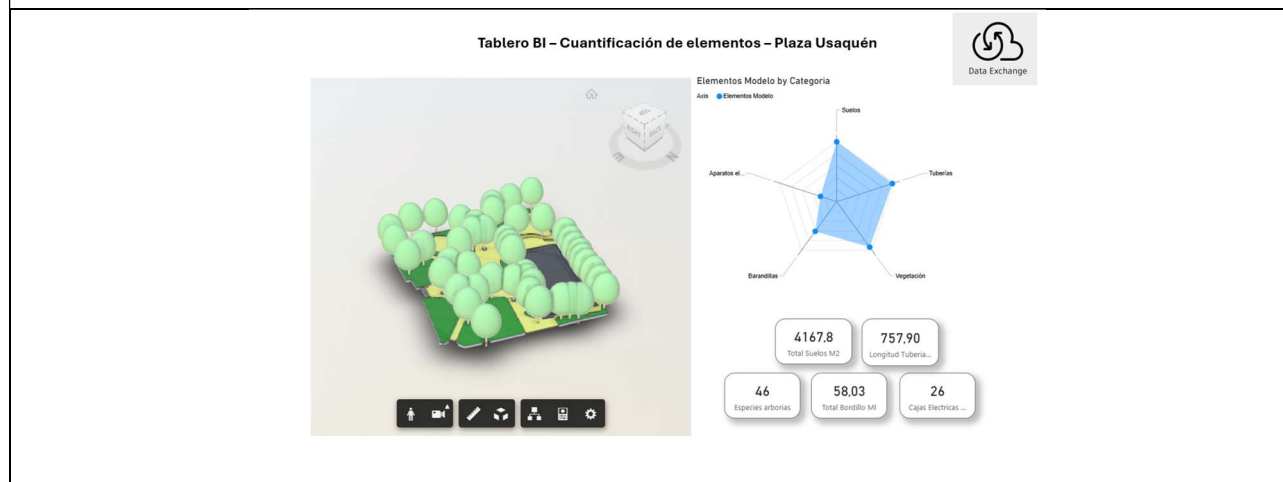 Tablero BI – Cuantificación de elementos – Plaza Usaquén
Data Exchange
Elementos Modelo by Categoria
Axis Elementos Modelo
Suelos
Aparatos el...
Tuberías
Barandillas
Vegetación
RIGHT BACK
4167,8
Total Suelos M2
757,90
Longitud Tuberia...
46
Especies arborias
58,03
Total Bordillo Ml
26
Cajas Electricas ...